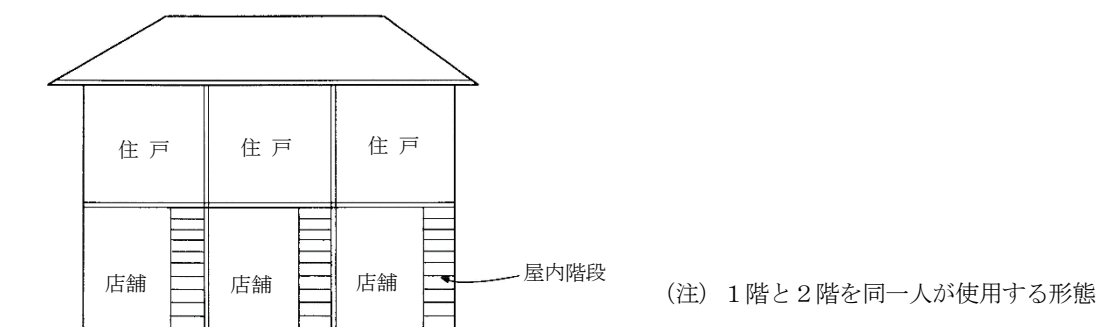 住 戸 住 戸 住 戸
店舗 店舗 店舗 屋内階段
（注） １階と２階を同一人が使用する形態